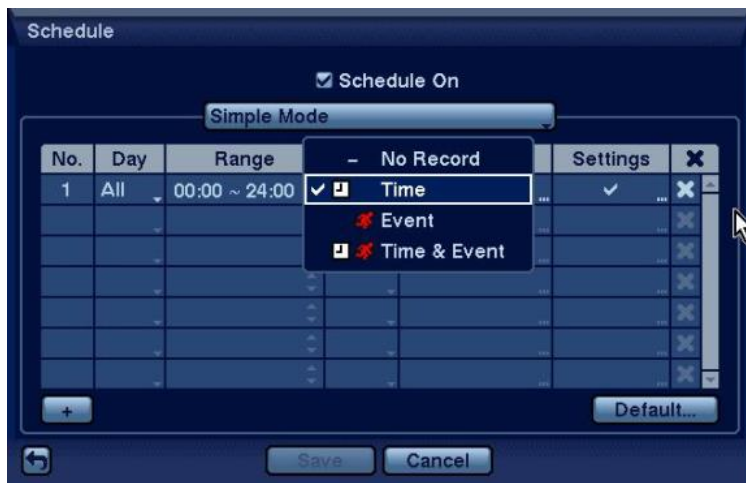 Schedule
Schedule On
Simple Mode
No. Day Range Settings
– No Record
1 All 00:00 ~ 24:00 Time
Event
Time & Event
+ Default...
Save Cancel